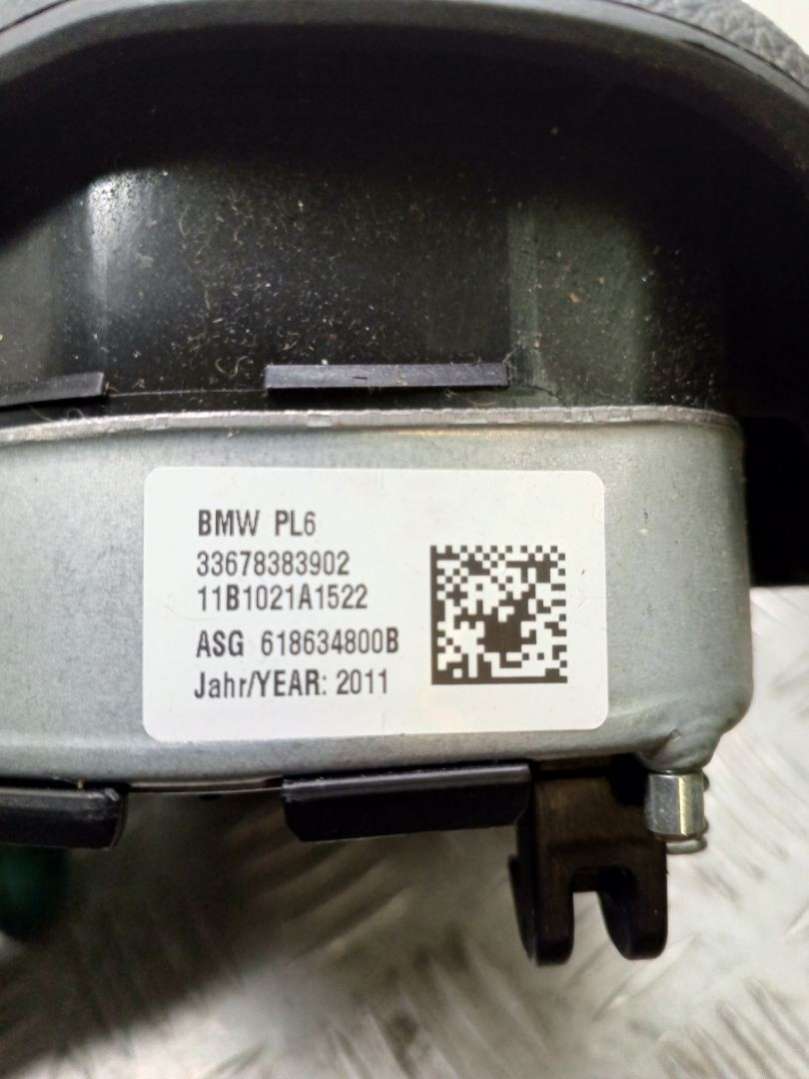 BMW PL6
33678383902
11B1021A1522
ASG 618634800B
Jahr/YEAR: 2011